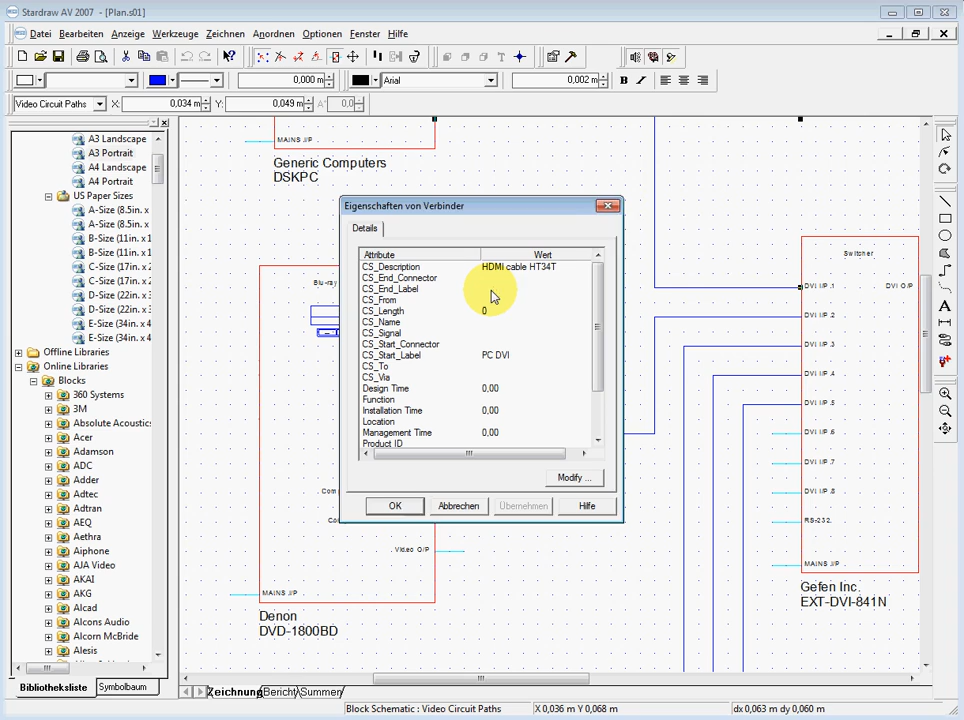 Stardraw AV 2007 - [Plan.s01]
Datei Bearbeiten Anzeige Werkzeuge Zeichnen Anordnen Optionen Fenster Hilfe
0,000 m
Arial
0,002 m
B I
Video Circuit Paths X: 0,034 m Y: 0,049 m A° 0,0
A3 Landscape
A3 Portrait
A4 Landscape
A4 Portrait
US Paper Sizes
A-Size (8.5in. x
A-Size (8.5in. x
B-Size (11in. x 1
B-Size (11in. x 1
C-Size (17in. x
C-Size (17in. x
D-Size (22in. x
D-Size (22in. x
E-Size (34in. x
E-Size (34in. x
Offline Libraries
Online Libraries
Blocks
360 Systems
3M
Absolute Acoustics
Acer
Adamson
ADC
Adder
Adtec
Adtran
AEQ
Aethra
Aiphone
AJA Video
AKAI
AKG
Alcad
Alcons Audio
Alcorn McBride
Alesis
Bibliotheksliste Symbolbaum
MAINS I/P
Generic Computers
DSKPC
Blu-ray
Video O/P
MAINS I/P
Denon
DVD-1800BD
Eigenschaften von Verbinder
Details
Attribute Wert
CS_Description HDMI cable HT34T
CS_End_Connector
CS_End_Label
CS_From
CS_Length 0
CS_Name
CS_Signal
CS_Start_Connector
CS_Start_Label PC DVI
CS_To
CS_Via
Design Time 0,00
Function
Installation Time 0,00
Location
Management Time 0,00
Product ID
Modify ...
OK Abbrechen Übernehmen Hilfe
Switcher
DVI I/P 1 DVI O/P
DVI I/P 2
DVI I/P 3
DVI I/P 4
DVI I/P 5
DVI I/P 6
DVI I/P 7
DVI I/P 8
RS-232
MAINS I/P
Gefen Inc.
EXT-DVI-841N
Zeichnung Bericht Summen
Block Schematic : Video Circuit Paths X 0,036 m Y 0,068 m dx 0,063 m dy 0,060 m